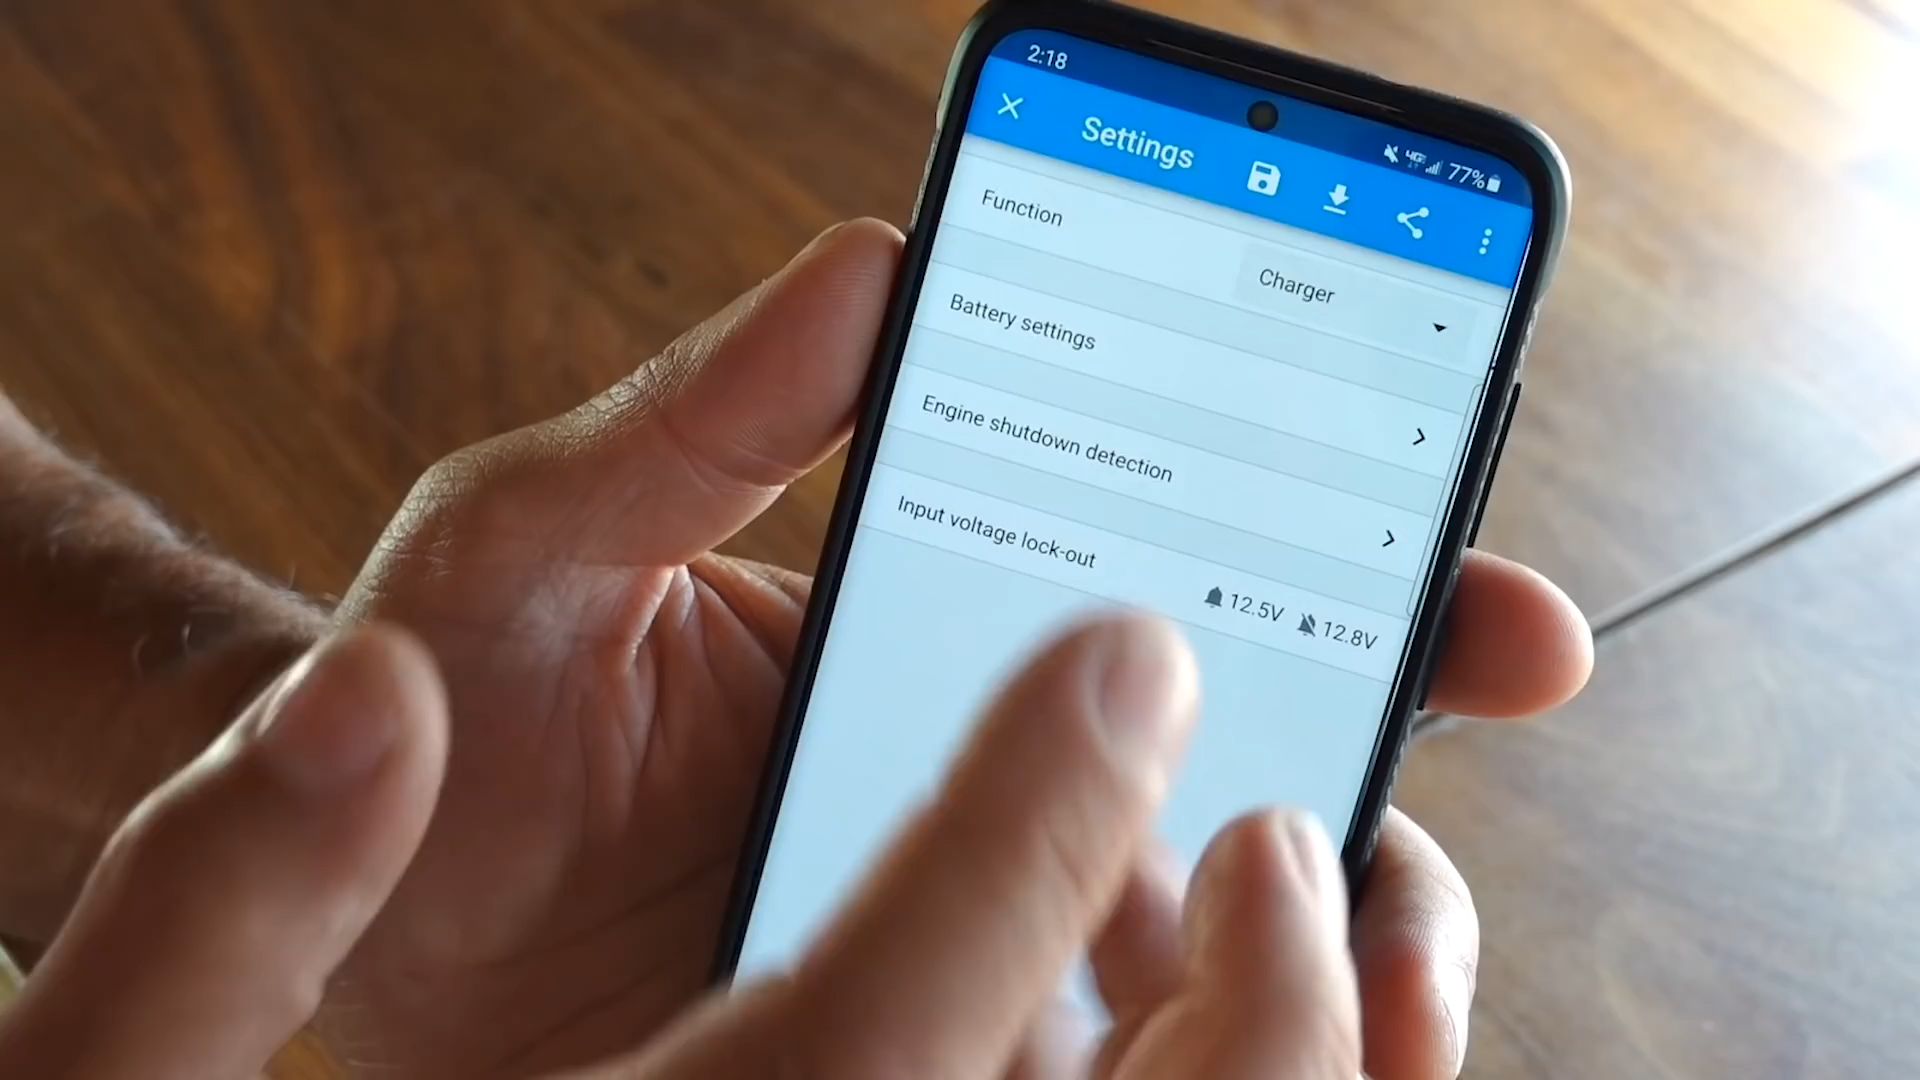 2:18
4G 77%
Settings
Function
Charger
Battery settings
Engine shutdown detection
Input voltage lock-out
12.5V 12.8V